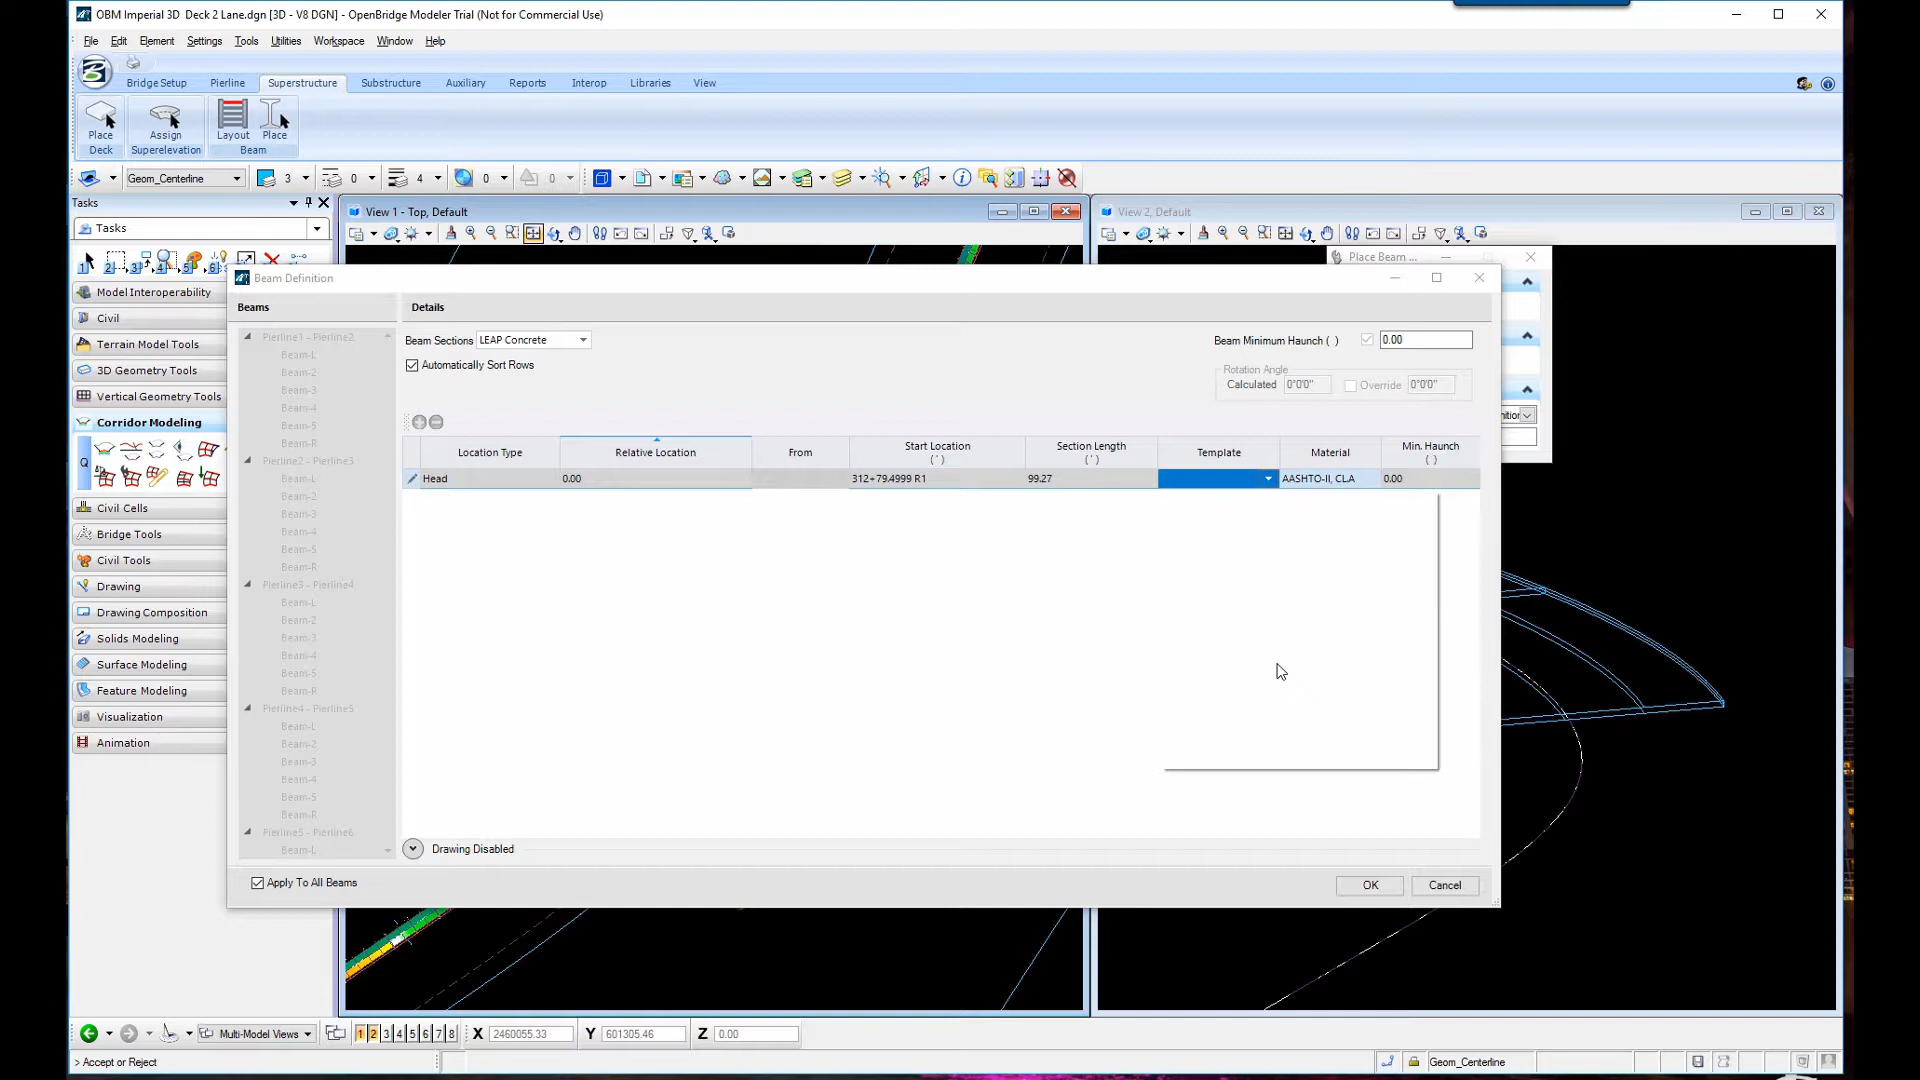 OBM Imperial 3D  Deck 2 Lane.dgn [3D - V8 DGN] - OpenBridge Modeler Trial (Not for Commercial Use)
File Edit Element Settings Tools Utilities Workspace Window Help
Bridge Setup Pierline Superstructure Substructure Auxiliary Reports Interop Libraries View
Place Assign Layout Place
Deck Superelevation Beam
Geom_Centerline 3 0 4 0 0
Tasks
Tasks
View 1 - Top, Default
View 2, Default
1 2 3 4 5 6
Place Beam ...
Model Interoperability
Civil
Terrain Model Tools
3D Geometry Tools
Vertical Geometry Tools
Corridor Modeling
Q
Civil Cells
Bridge Tools
Civil Tools
Drawing
Drawing Composition
Solids Modeling
Surface Modeling
Feature Modeling
Visualization
Animation
Beam Definition
Beams
Pierline1 - Pierline2
Beam-L
Beam-2
Beam-3
Beam-4
Beam-5
Beam-R
Pierline2 - Pierline3
Beam-L
Beam-2
Beam-3
Beam-4
Beam-5
Beam-R
Pierline3 - Pierline4
Beam-L
Beam-2
Beam-3
Beam-4
Beam-5
Beam-R
Pierline4 - Pierline5
Beam-L
Beam-2
Beam-3
Beam-4
Beam-5
Beam-R
Pierline5 - Pierline6
Beam-L
Details
Beam Sections LEAP Concrete
Automatically Sort Rows
Beam Minimum Haunch ( ) 0.00
Rotation Angle
Calculated 0°0'0" Override 0°0'0"
Location Type Relative Location From Start Location (') Section Length (') Template Material Min. Haunch ( )
Head 0.00 312+79.4999 R1 99.27 AASHTO-II, CLA 0.00
Drawing Disabled
Apply To All Beams
OK Cancel
Multi-Model Views 1 2 3 4 5 6 7 8 X 2460055.33 Y 601305.46 Z 0.00
> Accept or Reject
Geom_Centerline